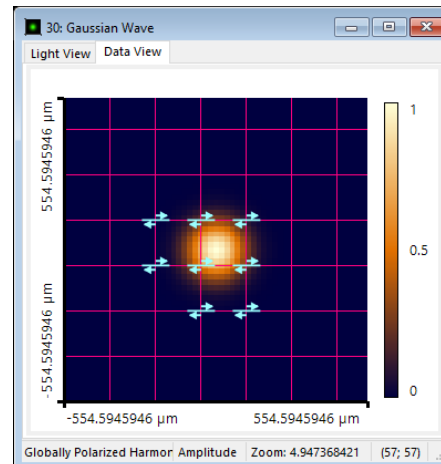 30: Gaussian Wave
Light View Data View
554.5945946 µm
-554.5945946 µm
1
0.5
0
-554.5945946 µm 554.5945946 µm
Globally Polarized Harmor Amplitude Zoom: 4.947368421 (57; 57)